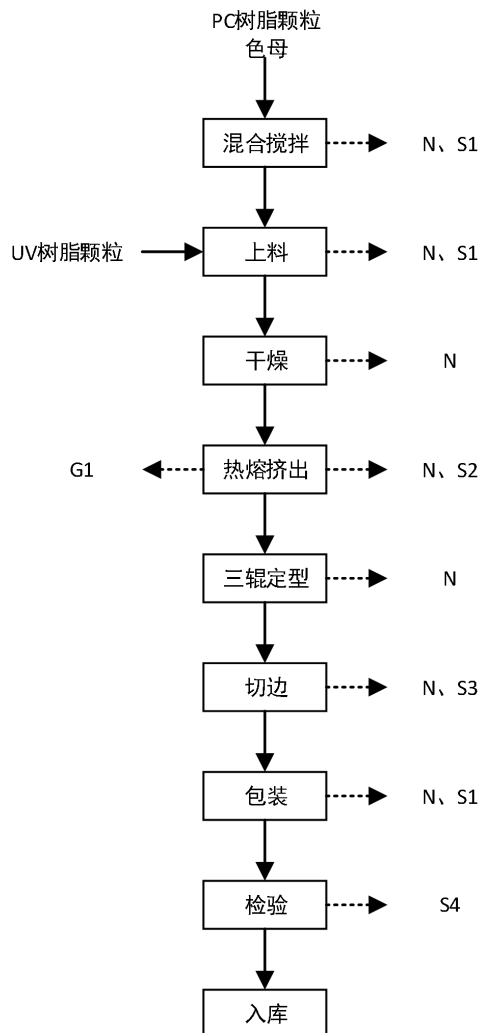 PC树脂颗粒
色母
混合搅拌
N、S1
UV树脂颗粒
上料
N、S1
干燥
N
G1
热熔挤出
N、S2
三辊定型
N
切边
N、S3
包装
N、S1
检验
S4
入库